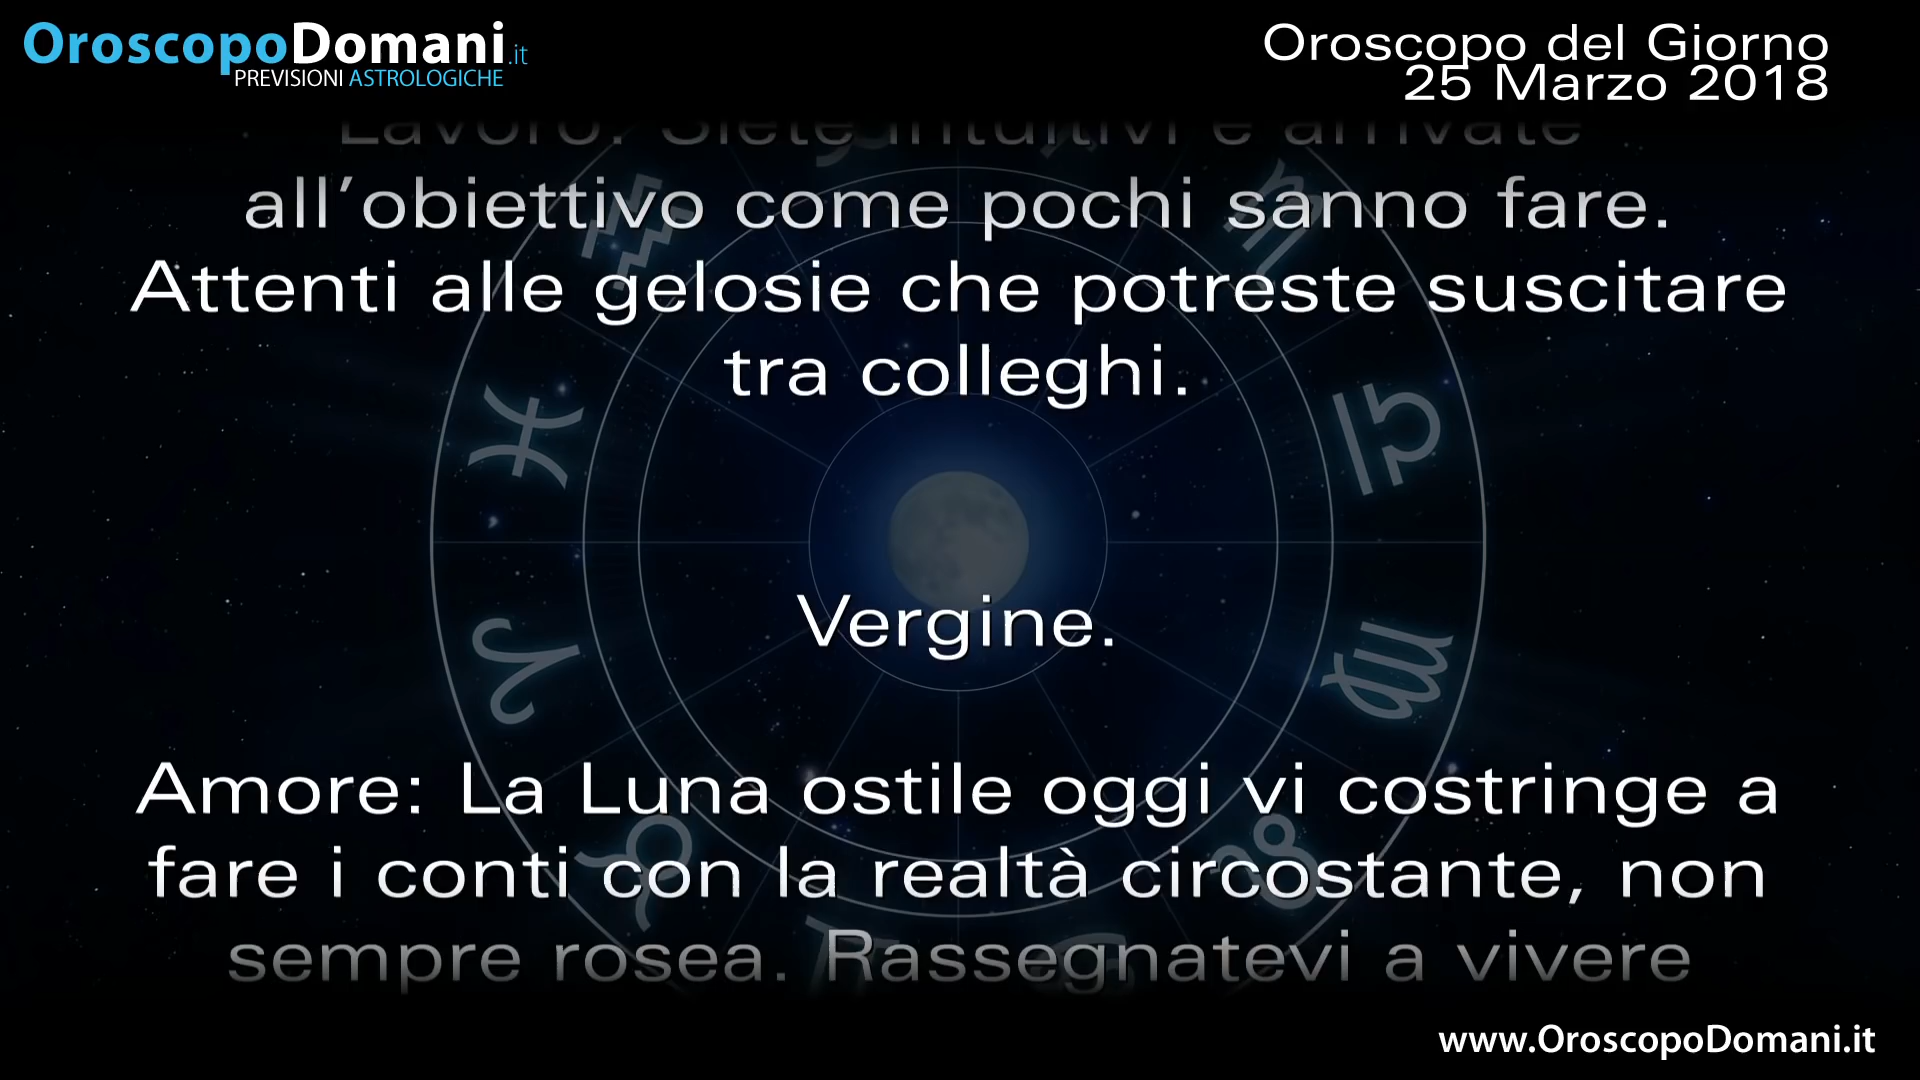 OroscopoDomani.it
PREVISIONI ASTROLOGICHE
Oroscopo del Giorno
25 Marzo 2018
Lavoro: Siete intuitivi e arrivate
all’obiettivo come pochi sanno fare.
Attenti alle gelosie che potreste suscitare
tra colleghi.
Vergine.
Amore: La Luna ostile oggi vi costringe a
fare i conti con la realtà circostante, non
sempre rosea. Rassegnatevi a vivere
www.OroscopoDomani.it